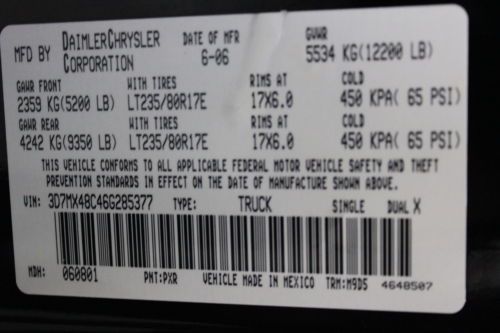 MFD BY DAIMLERCHRYSLER CORPORATION
DATE OF MFR 6-06
GVWR 5534 KG(12200 LB)
GAWR FRONT WITH TIRES RIMS AT COLD
2359 KG(5200 LB) LT235/80R17E 17X6.0 450 KPA( 65 PSI)
GAWR REAR WITH TIRES RIMS AT COLD
4242 KG(9350 LB) LT235/80R17E 17X6.0 450 KPA( 65 PSI)
THIS VEHICLE CONFORMS TO ALL APPLICABLE FEDERAL MOTOR VEHICLE SAFETY AND THEFT
PREVENTION STANDARDS IN EFFECT ON THE DATE OF MANUFACTURE SHOWN ABOVE.
VIN: 3D7MX48C46G285377 TYPE: TRUCK SINGLE DUAL X
MDH: 060801 PNT:PXR VEHICLE MADE IN MEXICO TRM:M9D5 4648507